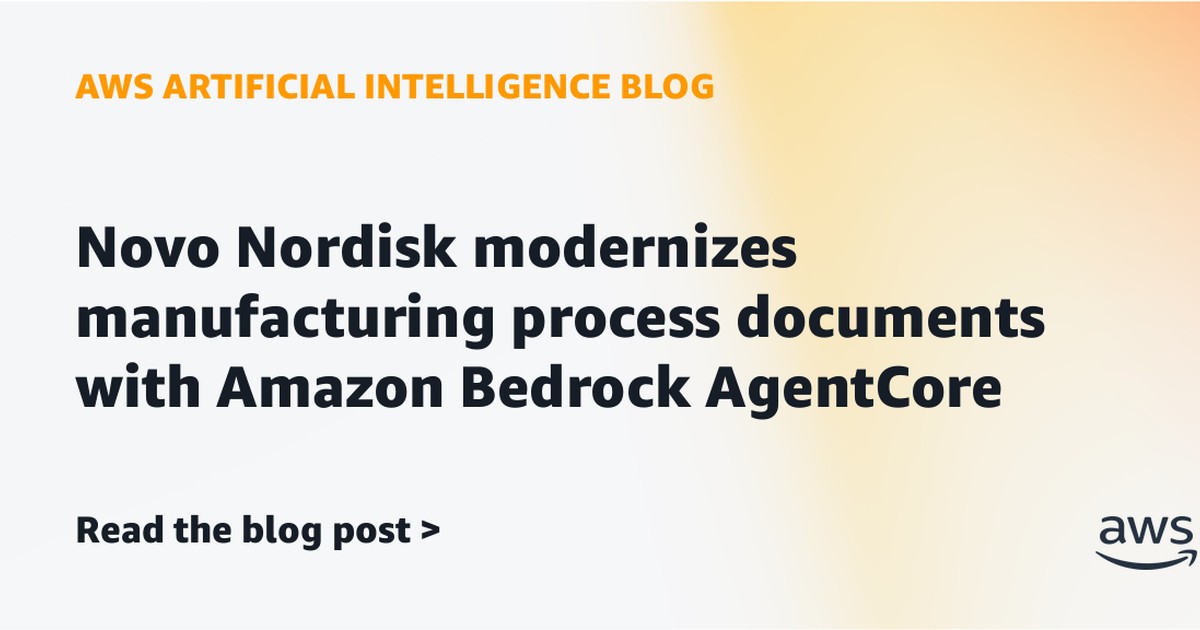 AWS ARTIFICIAL INTELLIGENCE BLOG
Novo Nordisk modernizes
manufacturing process documents
with Amazon Bedrock AgentCore
Read the blog post >
aws